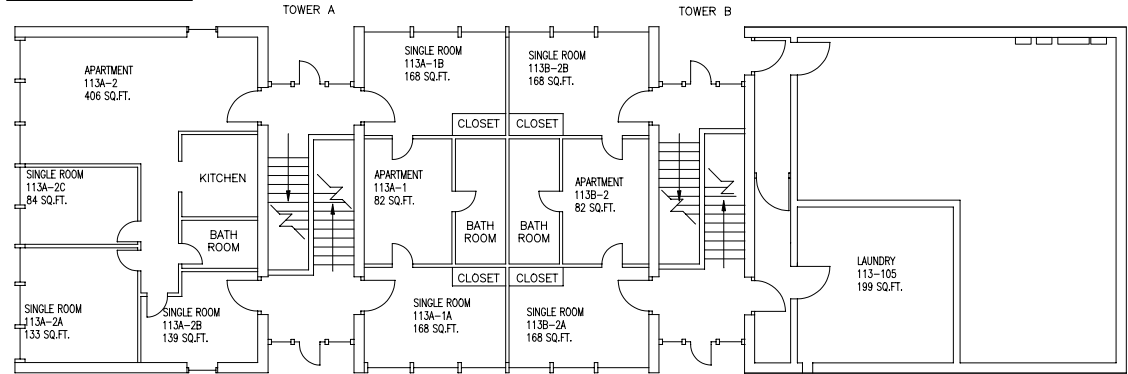 TOWER A
TOWER B
APARTMENT
113A-2
406 SQ.FT.
SINGLE ROOM
113A-1B
168 SQ.FT.
SINGLE ROOM
113B-2B
168 SQ.FT.
CLOSET
CLOSET
SINGLE ROOM
113A-2C
84 SQ.FT.
KITCHEN
APARTMENT
113A-1
82 SQ.FT.
APARTMENT
113B-2
82 SQ.FT.
BATH
ROOM
BATH
ROOM
BATH
ROOM
LAUNDRY
113-105
199 SQ.FT.
CLOSET
CLOSET
SINGLE ROOM
113A-2A
133 SQ.FT.
SINGLE ROOM
113A-2B
139 SQ.FT.
SINGLE ROOM
113A-1A
168 SQ.FT.
SINGLE ROOM
113B-2A
168 SQ.FT.